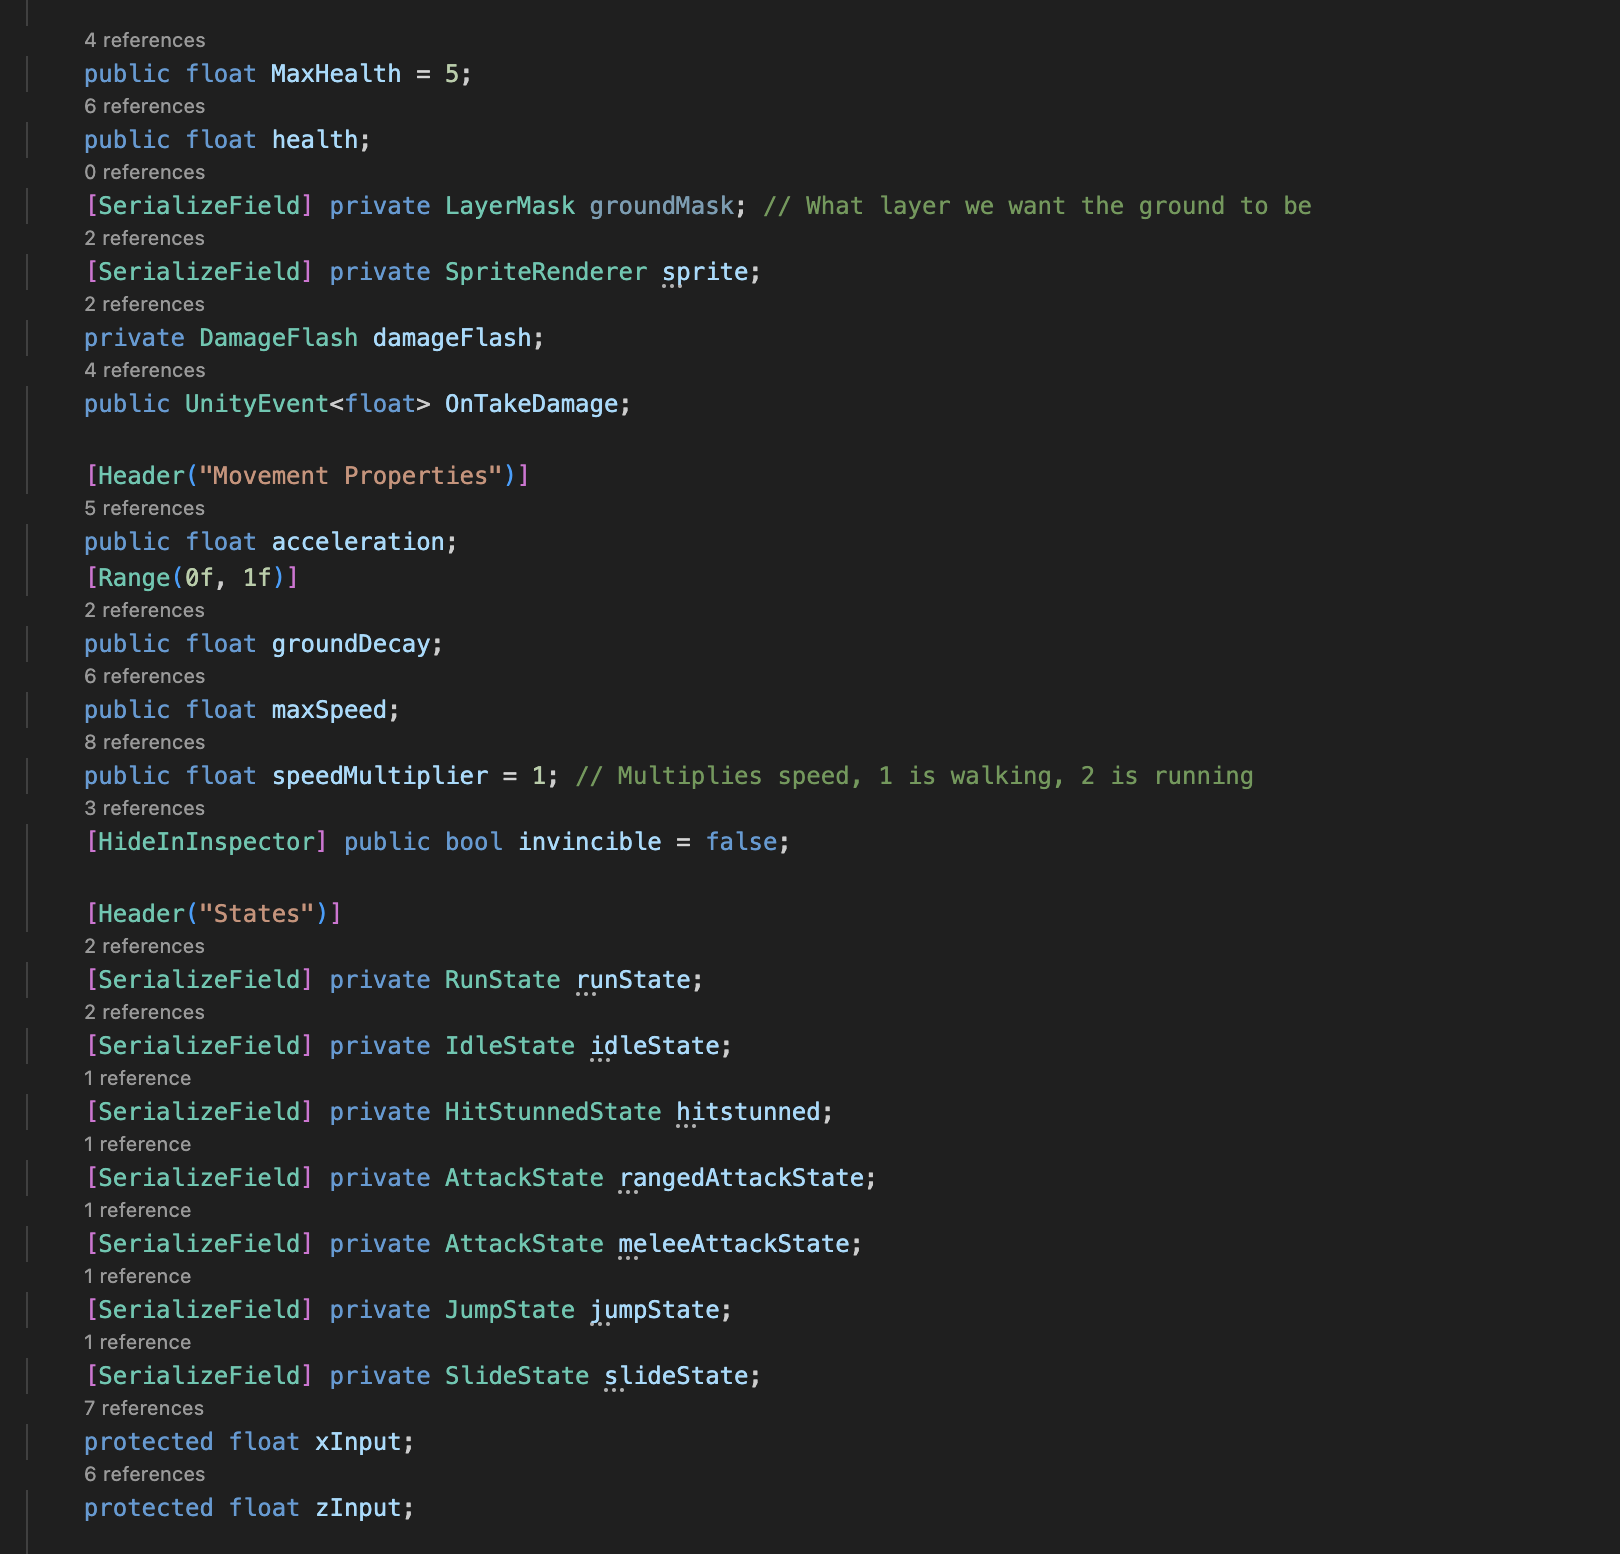 4 references
public float MaxHealth = 5;
6 references
public float health;
0 references
[SerializeField] private LayerMask groundMask; // What layer we want the ground to be
2 references
[SerializeField] private SpriteRenderer sprite;
2 references
private DamageFlash damageFlash;
4 references
public UnityEvent<float> OnTakeDamage;
[Header("Movement Properties")]
5 references
public float acceleration;
[Range(0f, 1f)]
2 references
public float groundDecay;
6 references
public float maxSpeed;
8 references
public float speedMultiplier = 1; // Multiplies speed, 1 is walking, 2 is running
3 references
[HideInInspector] public bool invincible = false;
[Header("States")]
2 references
[SerializeField] private RunState runState;
2 references
[SerializeField] private IdleState idleState;
1 reference
[SerializeField] private HitStunnedState hitstunned;
1 reference
[SerializeField] private AttackState rangedAttackState;
1 reference
[SerializeField] private AttackState meleeAttackState;
1 reference
[SerializeField] private JumpState jumpState;
1 reference
[SerializeField] private SlideState slideState;
7 references
protected float xInput;
6 references
protected float zInput;